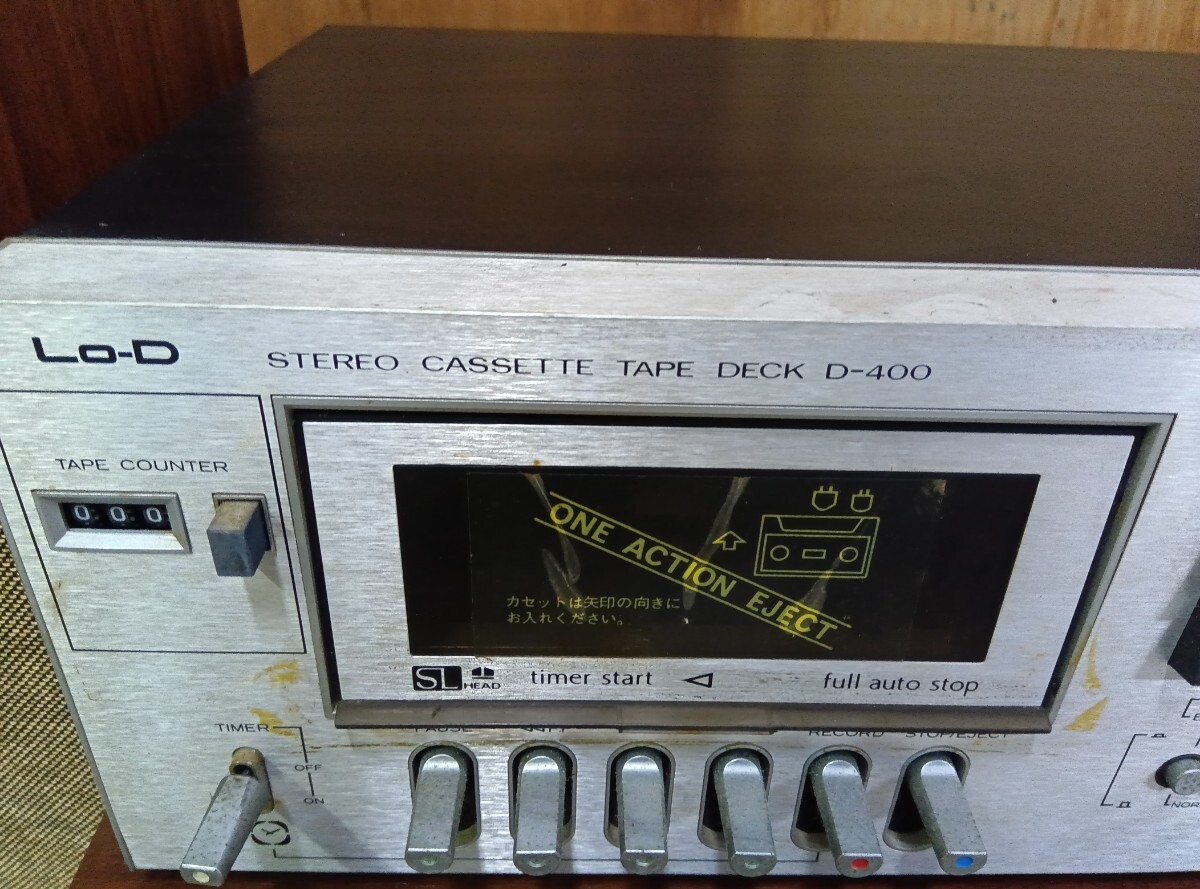 Lo-D
STEREO CASSETTE TAPE DECK D-400
TAPE COUNTER
000
ONE ACTION EJECT
カセットは矢印の向きに
お入れください。
SL HEAD
timer start
full auto stop
TIMER
OFF
ON
PAUSE
RECORD
STOP/EJECT